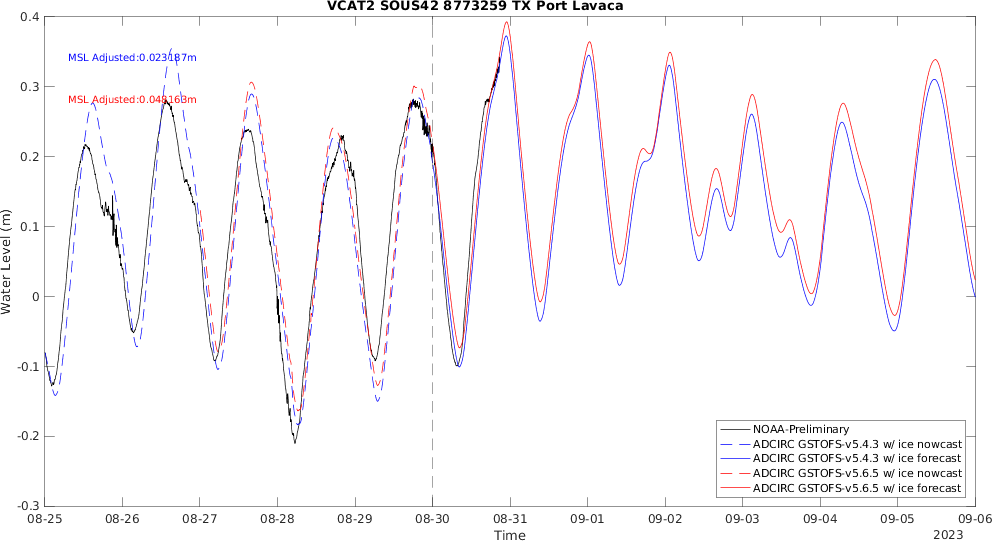 VCAT2 SOUS42 8773259 TX Port Lavaca
0.4
0.3
0.2
0.1
0
-0.1
-0.2
-0.3
Water Level (m)
MSL Adjusted:0.023187m
MSL Adjusted:0.048163m
NOAA-Preliminary
ADCIRC GSTOFS-v5.4.3 w/ ice nowcast
ADCIRC GSTOFS-v5.4.3 w/ ice forecast
ADCIRC GSTOFS-v5.6.5 w/ ice nowcast
ADCIRC GSTOFS-v5.6.5 w/ ice forecast
08-25 08-26 08-27 08-28 08-29 08-30 08-31 09-01 09-02 09-03 09-04 09-05 09-06
Time
2023